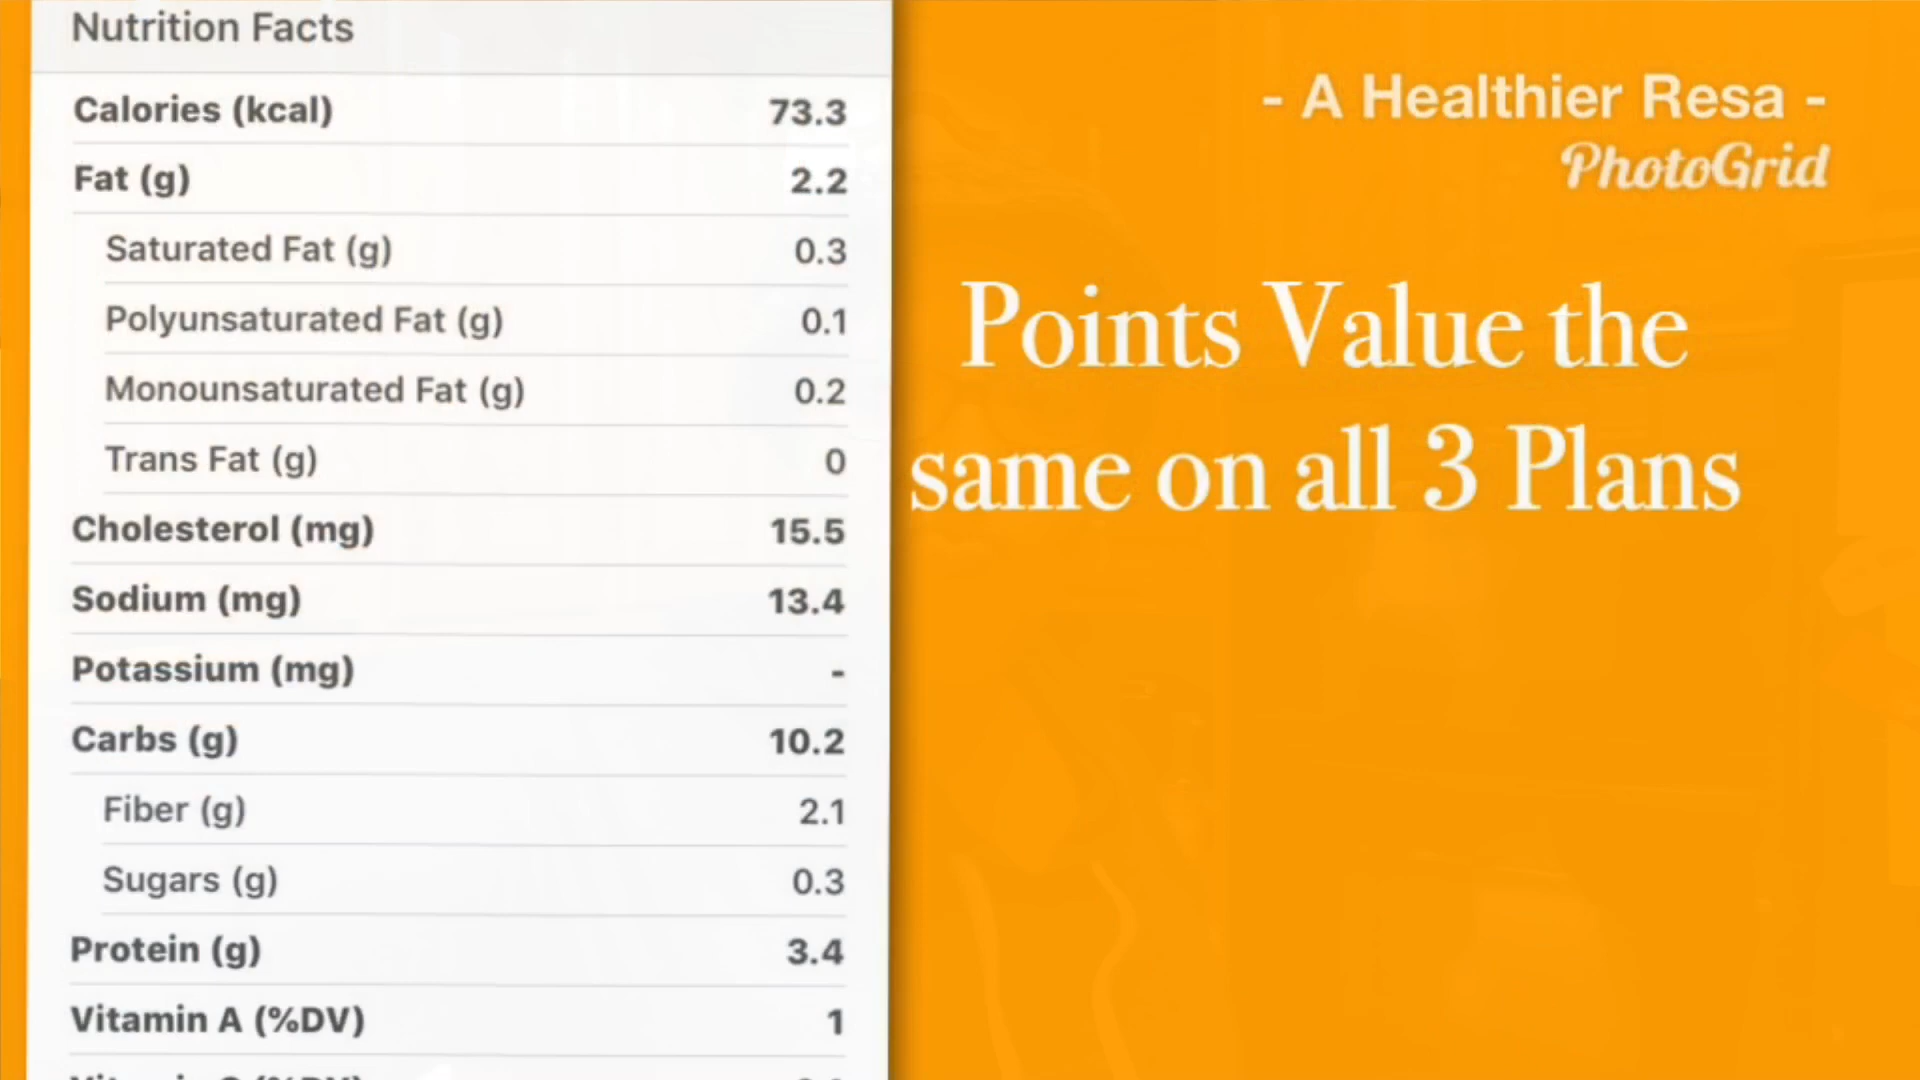 Nutrition Facts
Calories (kcal) 73.3
Fat (g) 2.2
Saturated Fat (g) 0.3
Polyunsaturated Fat (g) 0.1
Monounsaturated Fat (g) 0.2
Trans Fat (g) 0
Cholesterol (mg) 15.5
Sodium (mg) 13.4
Potassium (mg) -
Carbs (g) 10.2
Fiber (g) 2.1
Sugars (g) 0.3
Protein (g) 3.4
Vitamin A (%DV) 1
- A Healthier Resa -
PhotoGrid
Points Value the
same on all 3 Plans